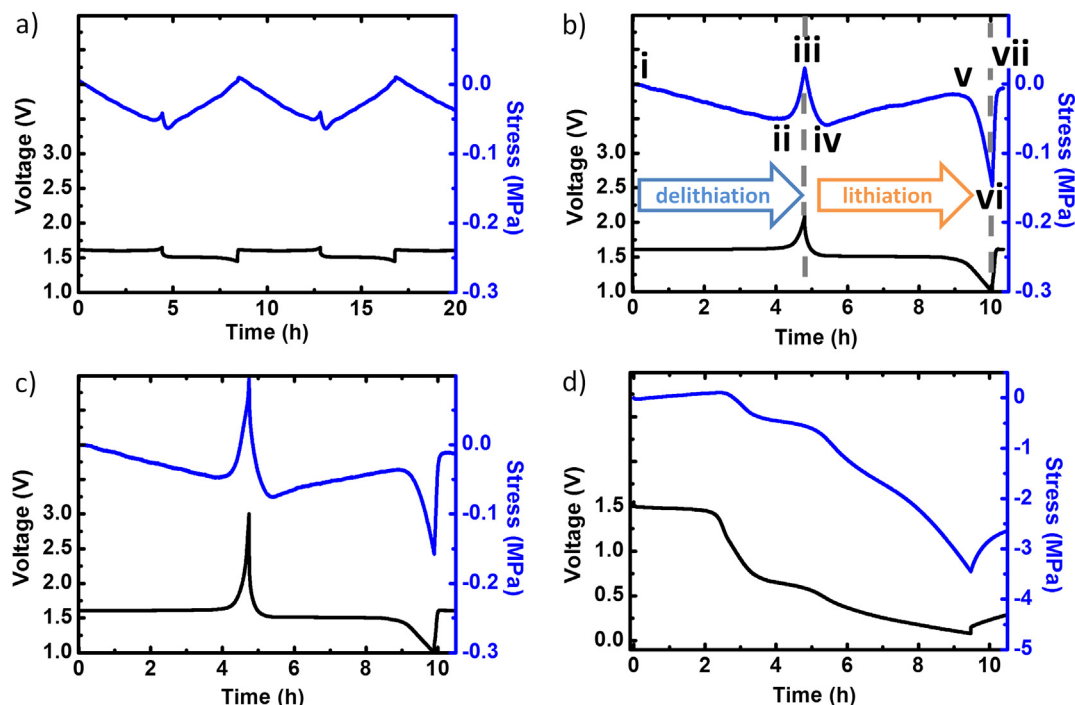 a)
Voltage (V)
3.0
2.5
2.0
1.5
1.0
0.0
-0.1
-0.2
-0.3
Stress (MPa)
0 5 10 15 20
Time (h)
b)
Voltage (V)
3.0
2.5
2.0
1.5
1.0
i
ii
iii
iv
v
vi
vii
delithiation
lithiation
0.0
-0.1
-0.2
-0.3
Stress (MPa)
0 2 4 6 8 10
Time (h)
c)
Voltage (V)
3.0
2.5
2.0
1.5
1.0
0.0
-0.1
-0.2
-0.3
Stress (MPa)
0 2 4 6 8 10
Time (h)
d)
Voltage (V)
1.5
1.0
0.5
0.0
0
-1
-2
-3
-4
-5
Stress (MPa)
0 2 4 6 8 10
Time (h)